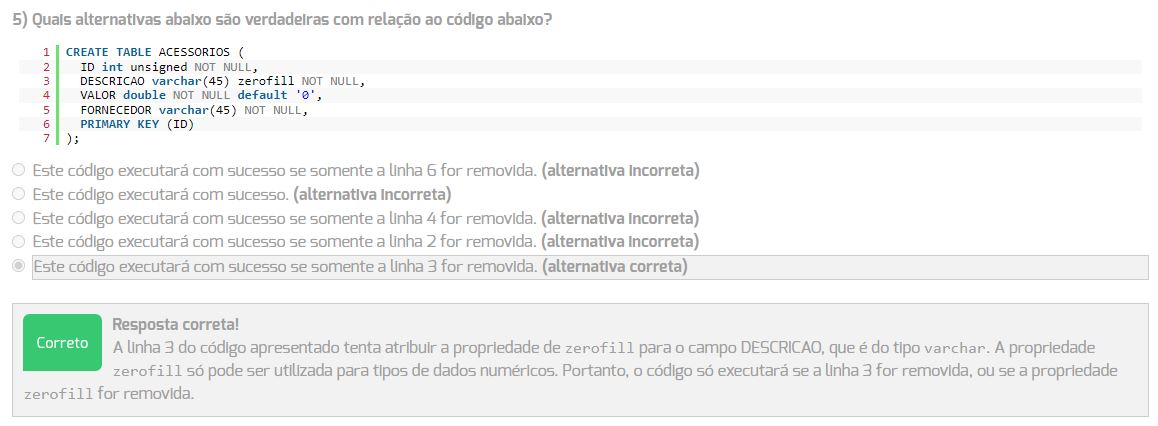 5) Quais alternativas abaixo são verdadeiras com relação ao código abaixo?
1 CREATE TABLE ACESSORIOS (
2 ID int unsigned NOT NULL,
3 DESCRICAO varchar(45) zerofill NOT NULL,
4 VALOR double NOT NULL default '0',
5 FORNECEDOR varchar(45) NOT NULL,
6 PRIMARY KEY (ID)
7 );
Este código executará com sucesso se somente a linha 6 for removida. (alternativa incorreta)
Este código executará com sucesso. (alternativa incorreta)
Este código executará com sucesso se somente a linha 4 for removida. (alternativa incorreta)
Este código executará com sucesso se somente a linha 2 for removida. (alternativa incorreta)
Este código executará com sucesso se somente a linha 3 for removida. (alternativa correta)
Correto
Resposta correta!
A linha 3 do código apresentado tenta atribuir a propriedade de zerofill para o campo DESCRICAO, que é do tipo varchar. A propriedade
zerofill só pode ser utilizada para tipos de dados numéricos. Portanto, o código só executará se a linha 3 for removida, ou se a propriedade
zerofill for removida.